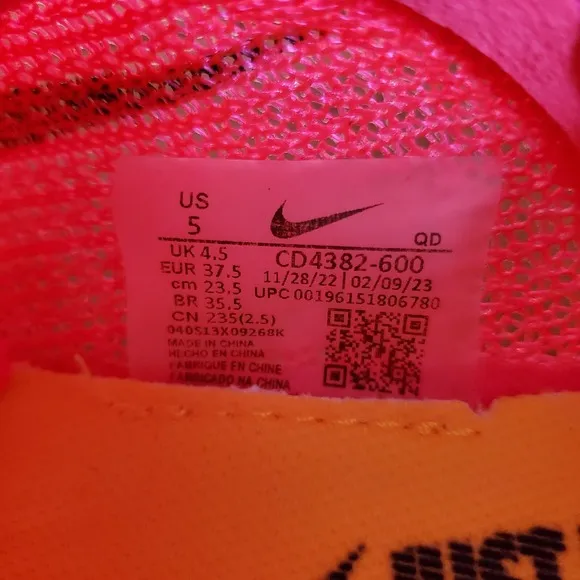 US
5
QD
UK 4.5
EUR 37.5
cm 23.5
BR 35,5
CN 235(2.5)
040S13X09268K
MADE IN CHINA
HECHO EN CHINA
FABRIQUE EN CHINE
FABRICADO NA CHINA
CD4382-600
11/28/22 | 02/09/23
UPC 00196151806780
JUST